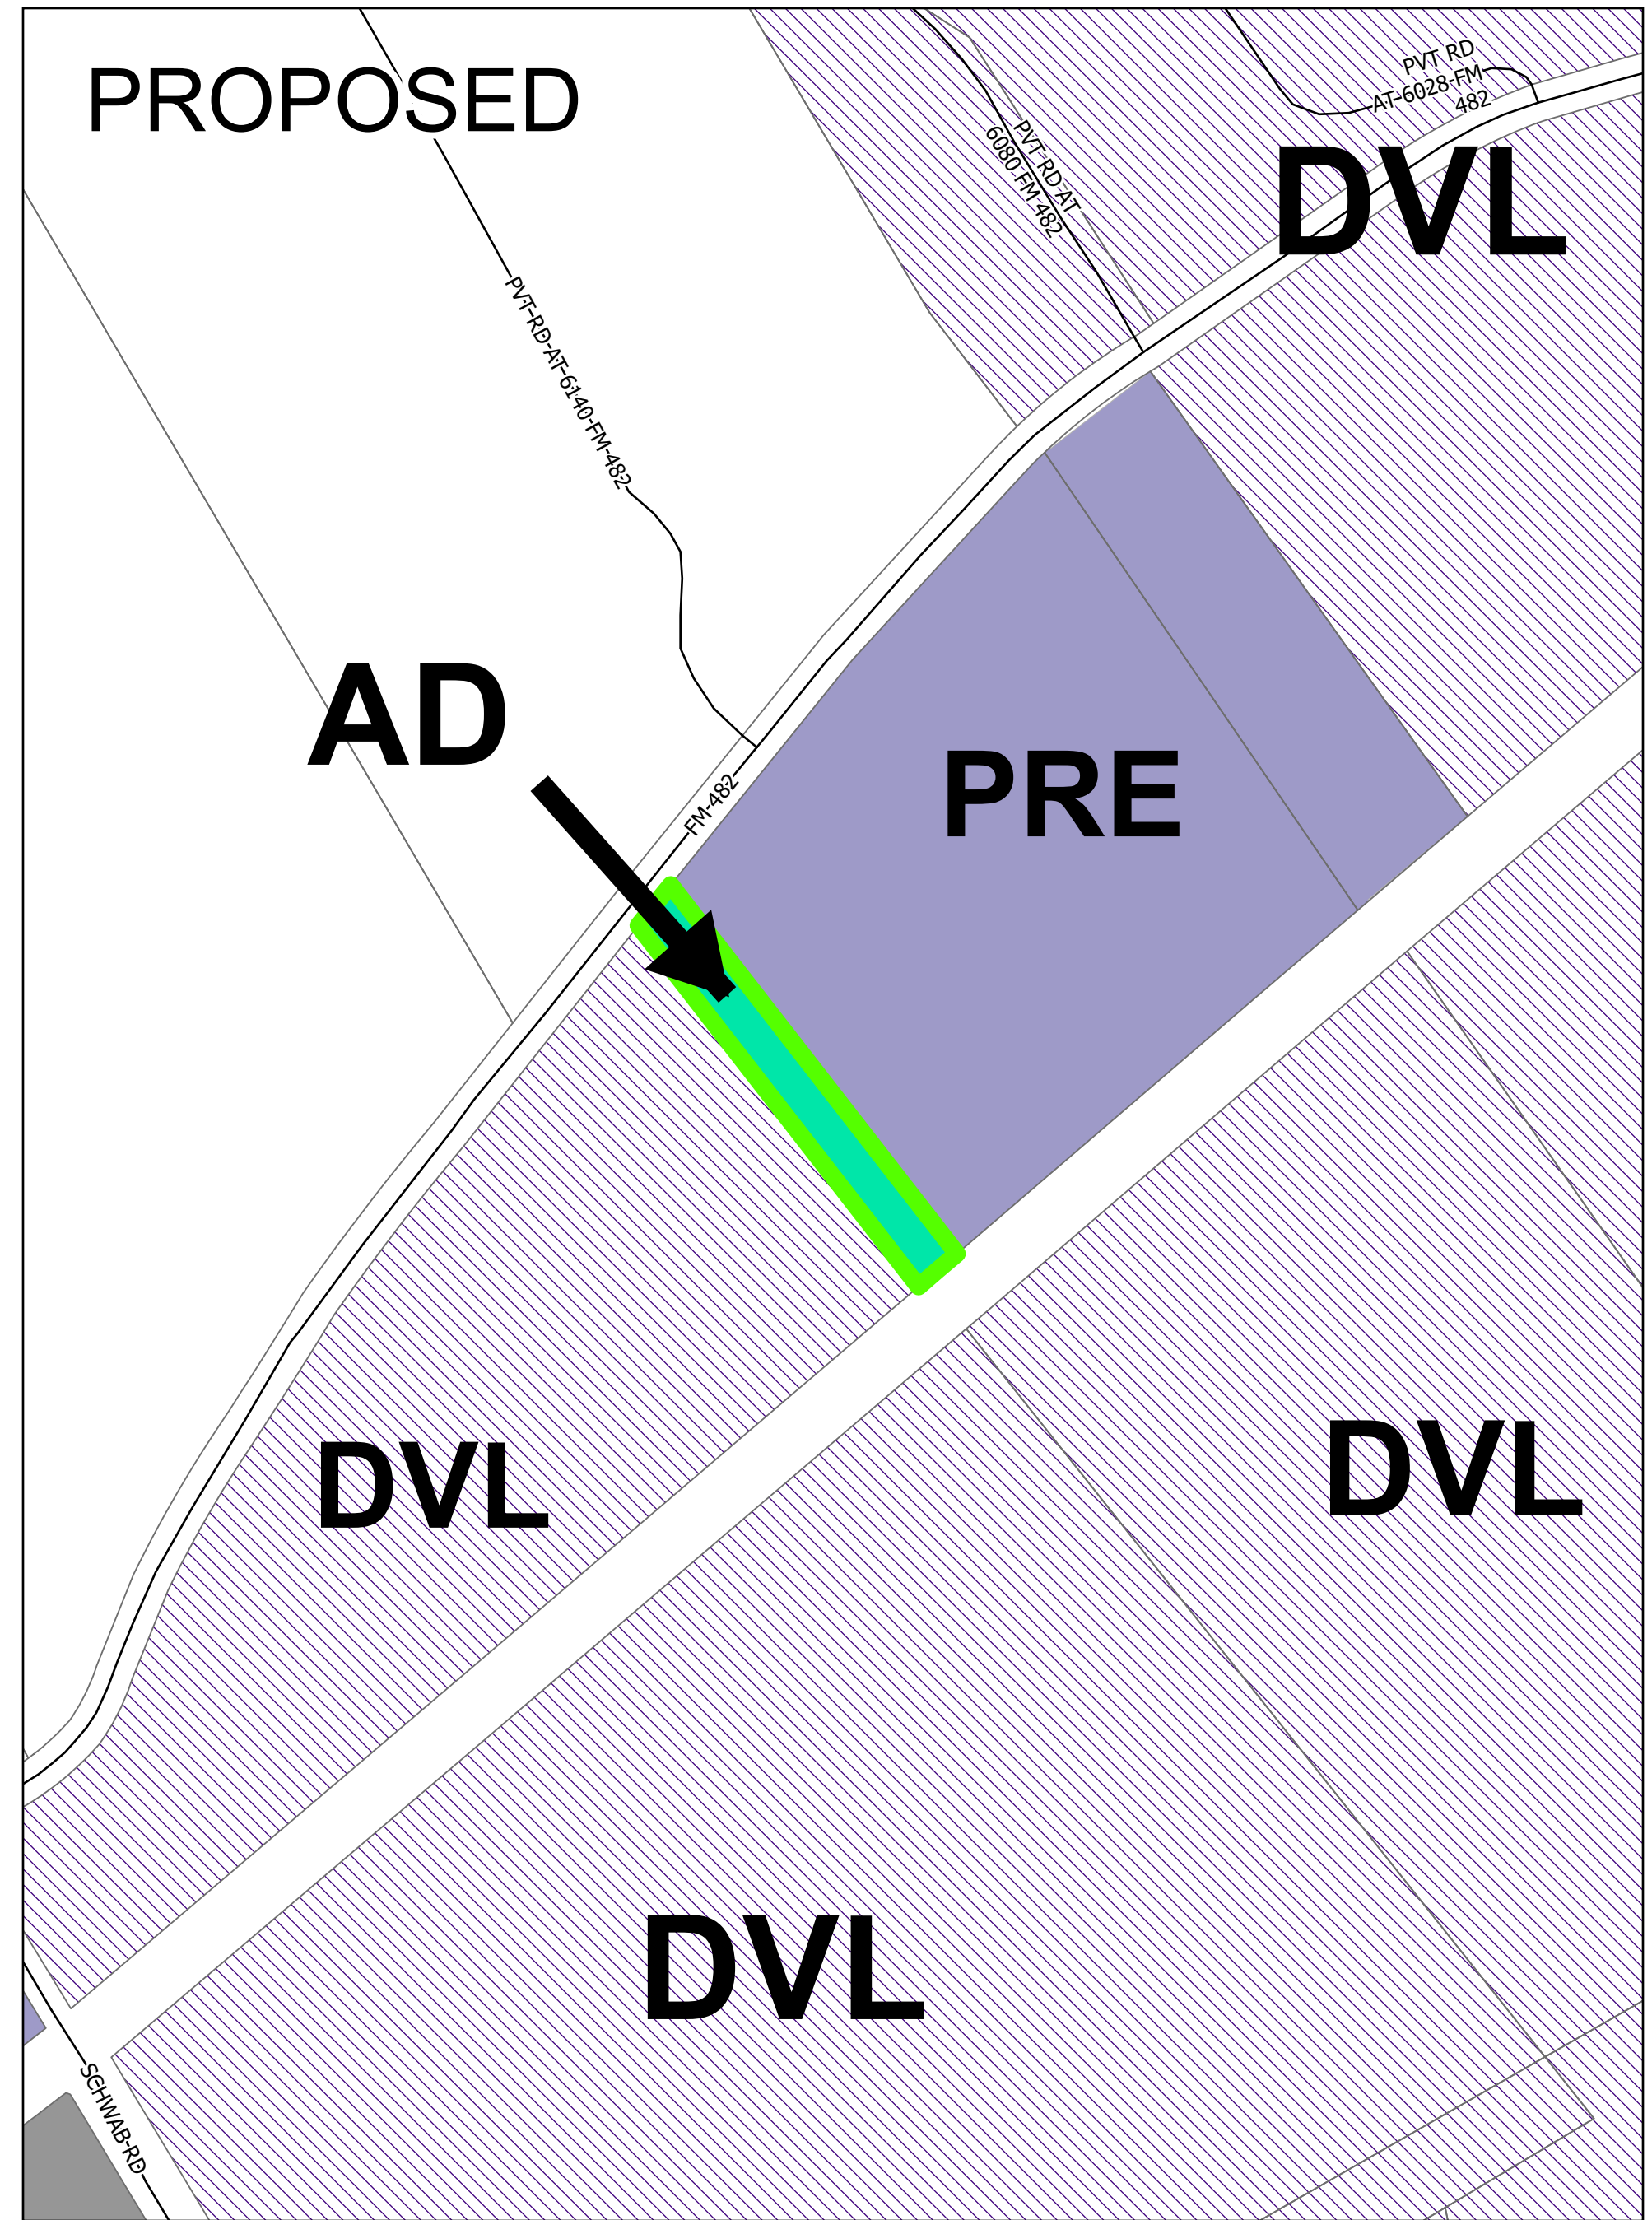 PROPOSED
PVT RD
AT-6028-FM
482
DVL
PVT RD AT
6080 FM 482
PVT-RD-AT-6140-FM-482
AD
PRE
FM-482
DVL
DVL
DVL
SCHWAB-RD